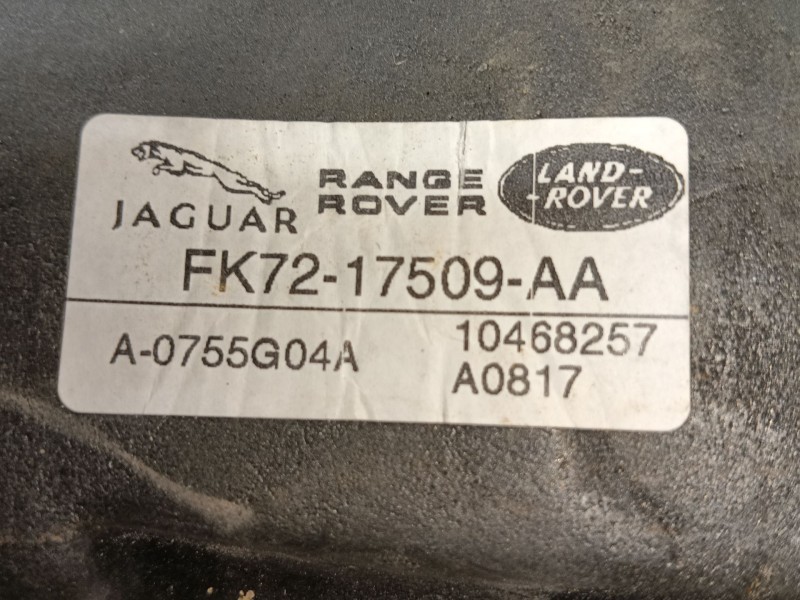 JAGUAR
RANGE
ROVER
LAND-
-ROVER
FK72-17509-AA
A-0755G04A
10468257
A0817